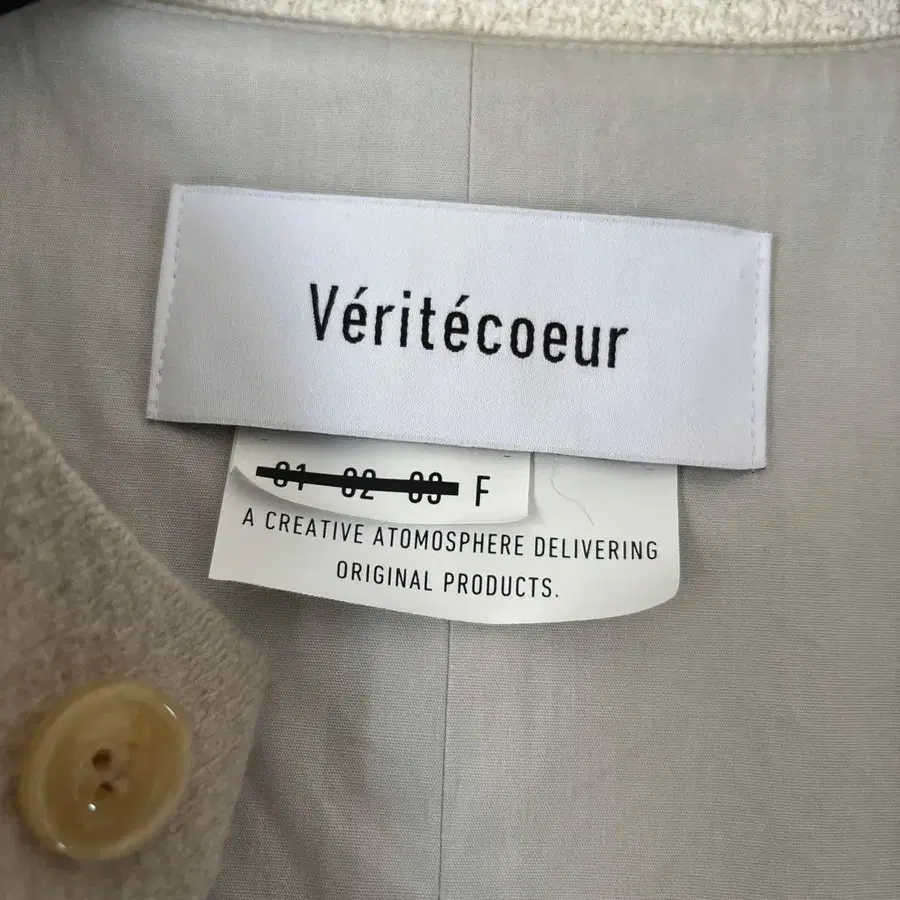 Véritécoeur
01 02 03 F
A CREATIVE ATOMOSPHERE DELIVERING
ORIGINAL PRODUCTS.